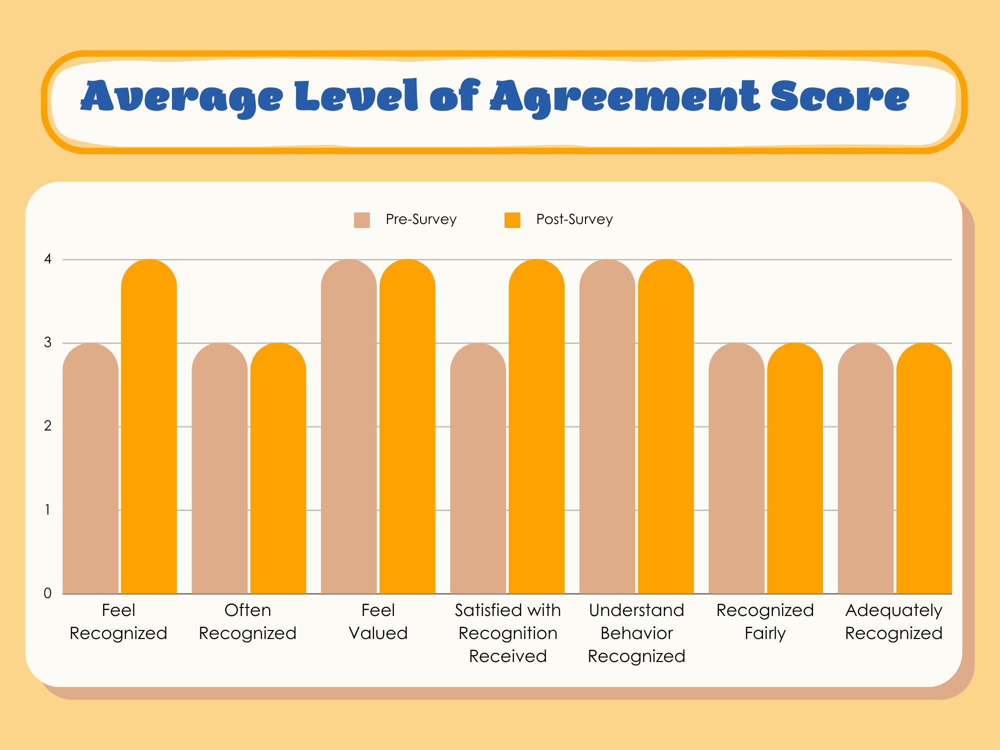 Average Level of Agreement Score
Pre-Survey Post-Survey
4
3
2
1
0
Feel
Recognized
Often
Recognized
Feel
Valued
Satisfied with
Recognition
Received
Understand
Behavior
Recognized
Recognized
Fairly
Adequately
Recognized